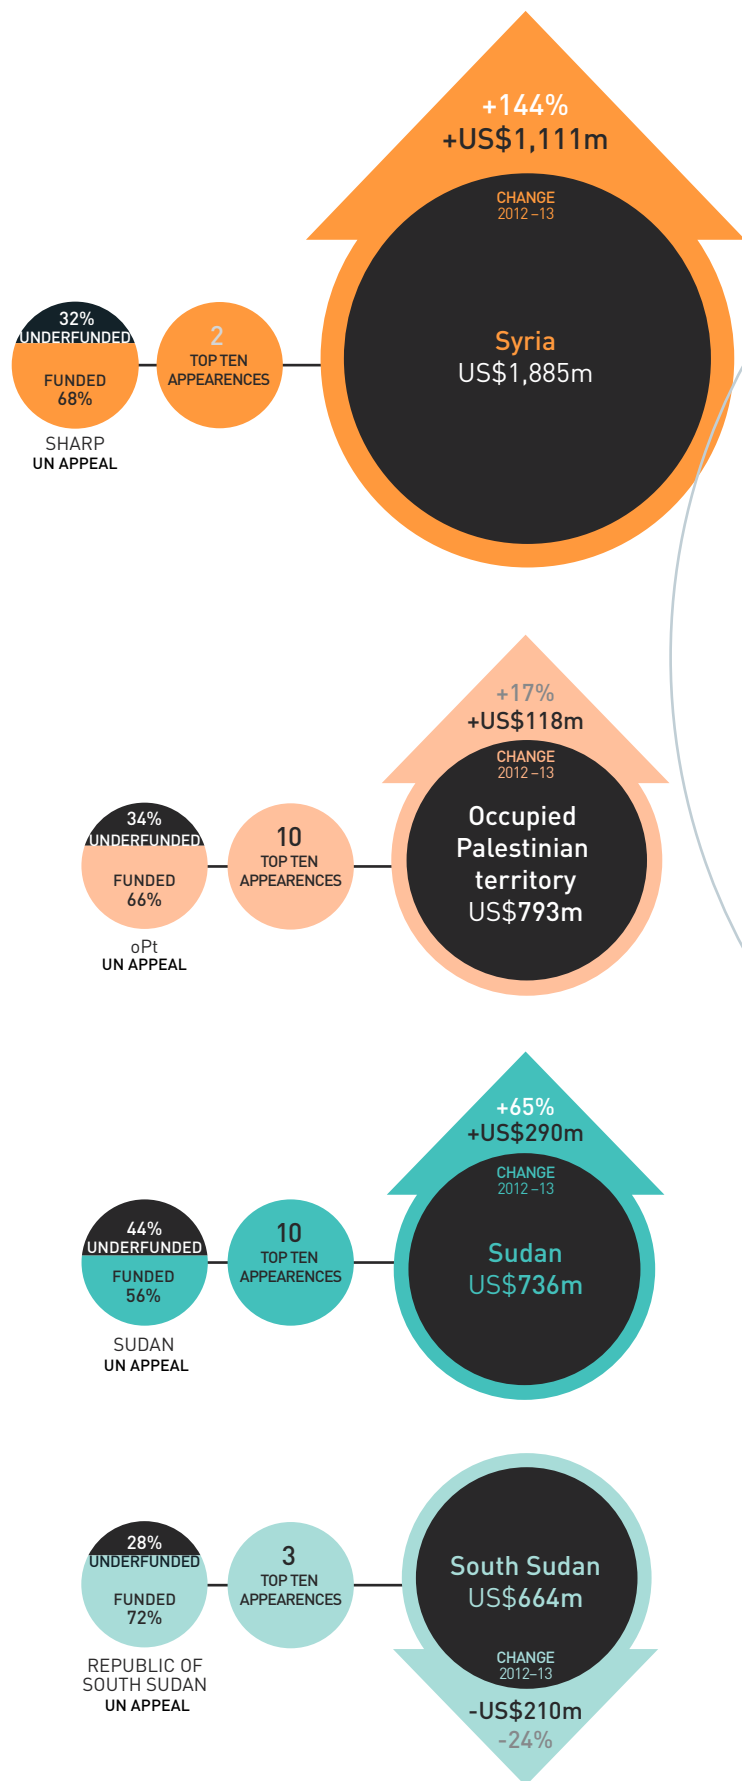 +144%
+US$1,111m
CHANGE
2012–13
Syria
US$1,885m
32%
UNDERFUNDED
FUNDED
68%
SHARP
UN APPEAL
2
TOP TEN
APPEARENCES
+17%
+US$118m
CHANGE
2012–13
Occupied
Palestinian
territory
US$793m
34%
UNDERFUNDED
FUNDED
66%
oPt
UN APPEAL
10
TOP TEN
APPEARENCES
+65%
+US$290m
CHANGE
2012–13
Sudan
US$736m
44%
UNDERFUNDED
FUNDED
56%
SUDAN
UN APPEAL
10
TOP TEN
APPEARENCES
South Sudan
US$664m
CHANGE
2012–13
-US$210m
-24%
28%
UNDERFUNDED
FUNDED
72%
REPUBLIC OF
SOUTH SUDAN
UN APPEAL
3
TOP TEN
APPEARENCES